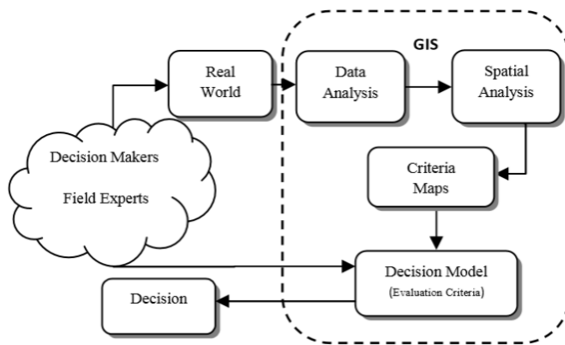 GIS
Real
World
Data
Analysis
Spatial
Analysis
Decision Makers
Field Experts
Criteria
Maps
Decision Model
(Evaluation Criteria)
Decision